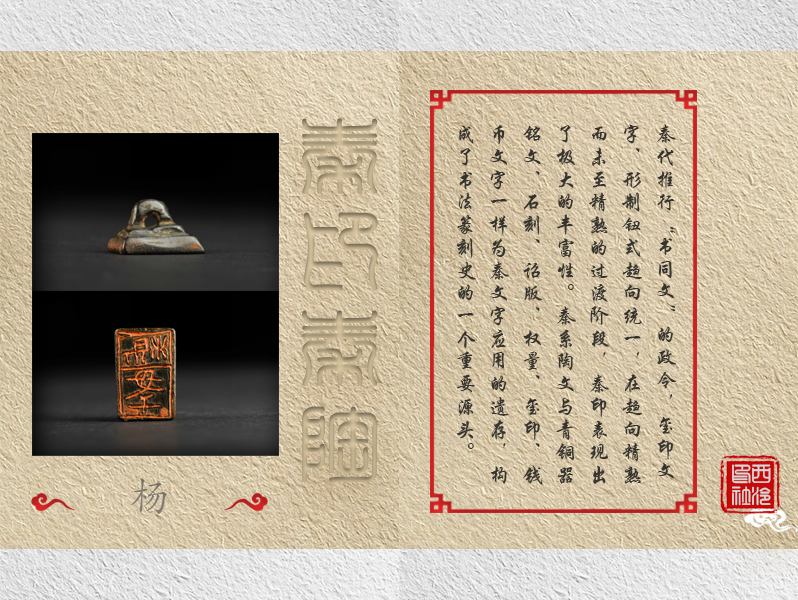 秦印秦陶
杨
秦代推行“书同文”的政令，玺印文
字、形制钮式趋向统一，在趋向精熟
而未至精熟的过渡阶段，秦印表现出
了极大的丰富性。秦系陶文与青铜器
铭文、石刻、诏版、权量、玺印、钱
币文字一样为秦文字应用的遗存，构
成了书法篆刻史的一个重要源头。
西泠
印社